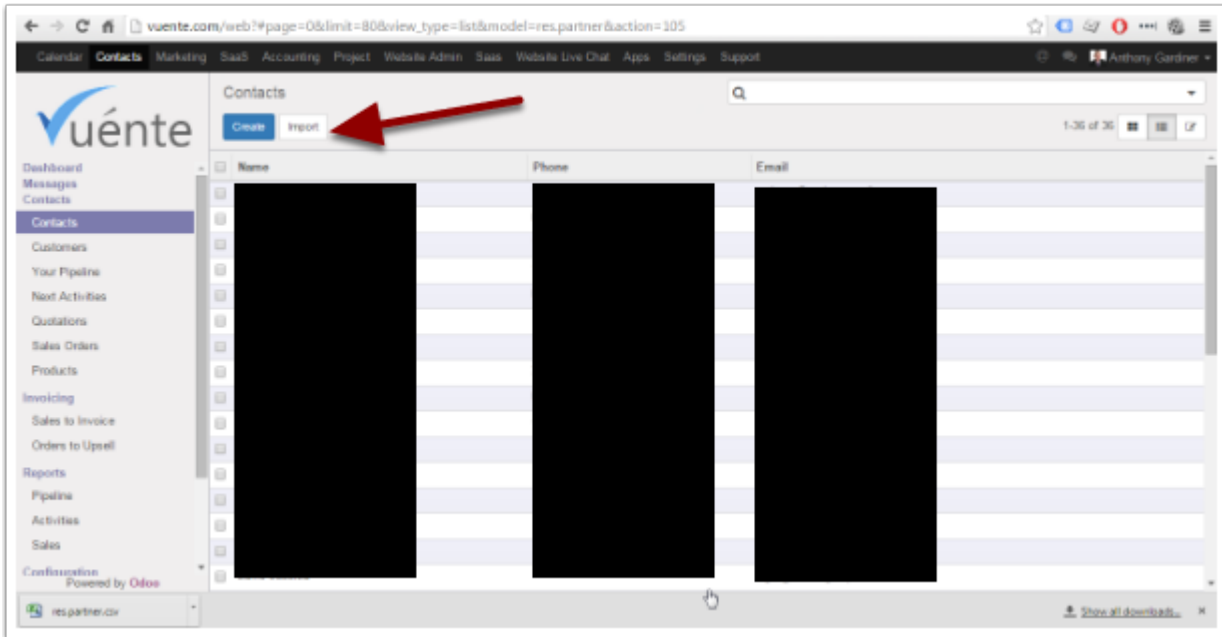 vuente.com/web?#page=0&limit=80&view_type=list&model=res.partner&action=105
Calendar Contacts Marketing SaaS Accounting Project Website Admin Saas Website Live Chat Apps Settings Support Anthony Gardiner
Vuénte
Contacts
Create Import
1-36 of 36
Name Phone Email
Dashboard
Messages
Contacts
Contacts
Customers
Your Pipeline
Next Activities
Quotations
Sales Orders
Products
Invoicing
Sales to Invoice
Orders to Upsell
Reports
Pipeline
Activities
Sales
Configuration
Powered by Odoo
res.partner.csv
Show all downloads...